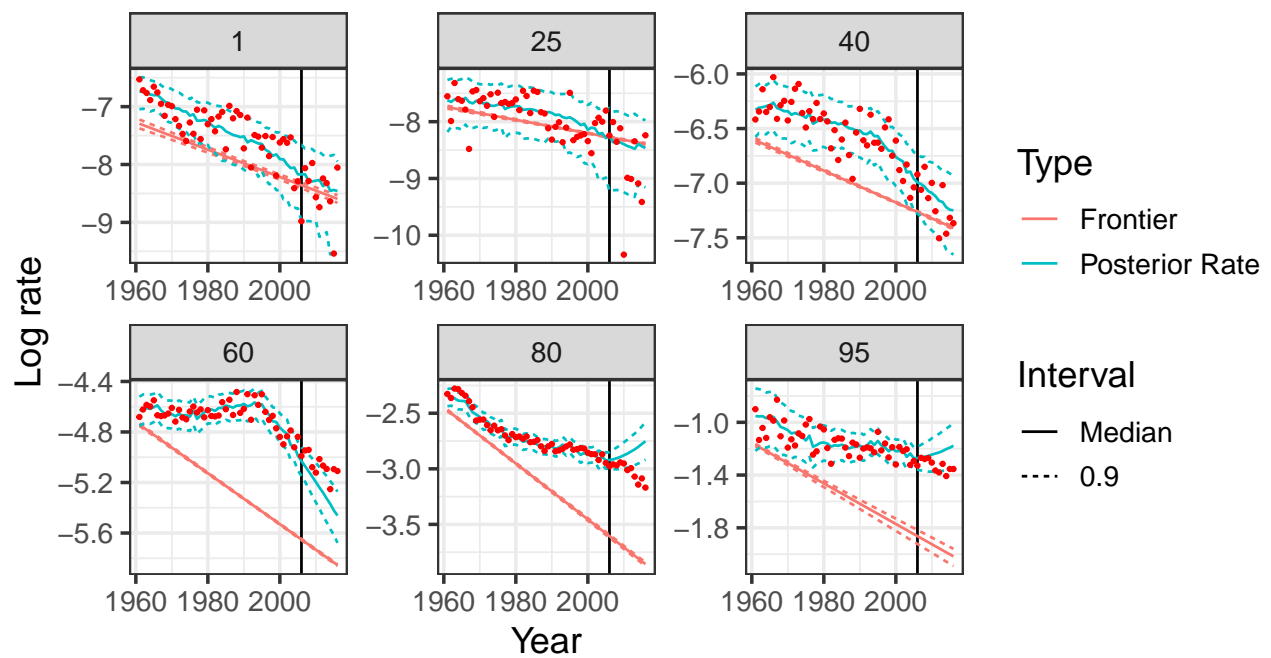 1
25
40
−7
−8
−9
−8
−9
−10
−6.0
−6.5
−7.0
−7.5
1960 1980 2000
1960 1980 2000
1960 1980 2000
60
80
95
−4.4
−4.8
−5.2
−5.6
−2.5
−3.0
−3.5
−1.0
−1.4
−1.8
1960 1980 2000
1960 1980 2000
1960 1980 2000
Log rate
Year
Type
Frontier
Posterior Rate
Interval
Median
0.9